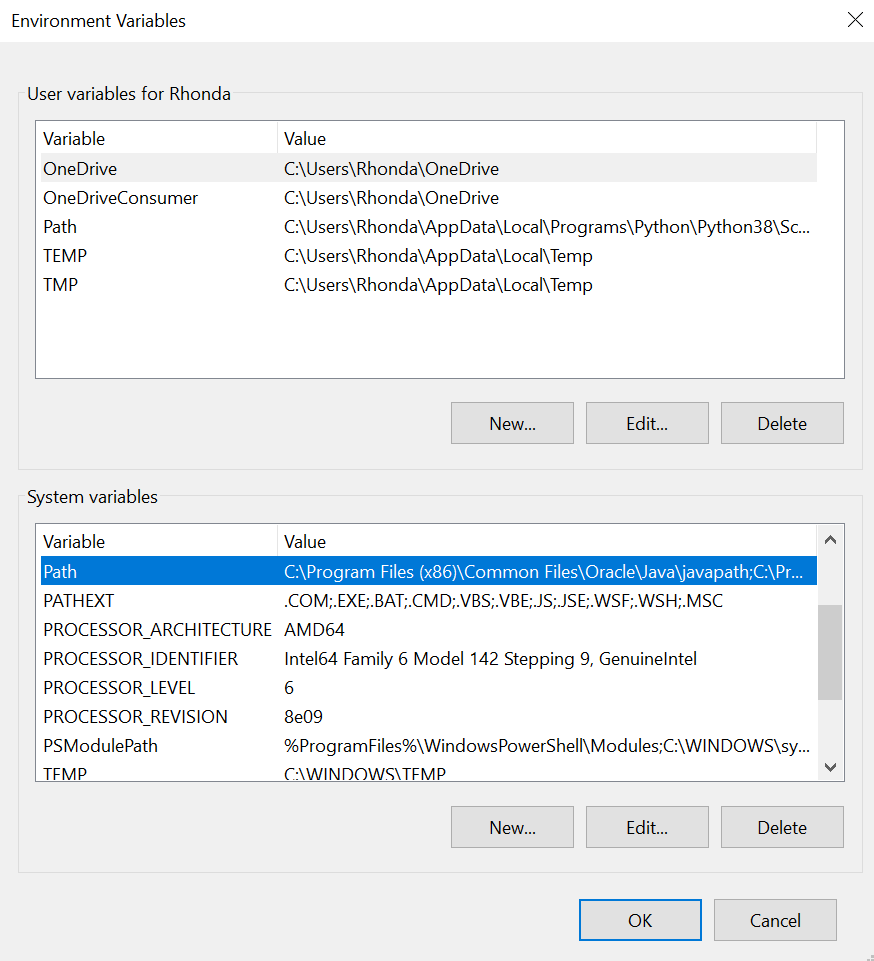 Environment Variables
User variables for Rhonda
Variable Value
OneDrive C:\Users\Rhonda\OneDrive
OneDriveConsumer C:\Users\Rhonda\OneDrive
Path C:\Users\Rhonda\AppData\Local\Programs\Python\Python38\Sc...
TEMP C:\Users\Rhonda\AppData\Local\Temp
TMP C:\Users\Rhonda\AppData\Local\Temp
New... Edit... Delete
System variables
Variable Value
Path C:\Program Files (x86)\Common Files\Oracle\Java\javapath;C:\Pr...
PATHEXT .COM;.EXE;.BAT;.CMD;.VBS;.VBE;.JS;.JSE;.WSF;.WSH;.MSC
PROCESSOR_ARCHITECTURE AMD64
PROCESSOR_IDENTIFIER Intel64 Family 6 Model 142 Stepping 9, GenuineIntel
PROCESSOR_LEVEL 6
PROCESSOR_REVISION 8e09
PSModulePath %ProgramFiles%\WindowsPowerShell\Modules;C:\WINDOWS\sy...
TEMP C:\WINDOWS\TEMP
New... Edit... Delete
OK Cancel